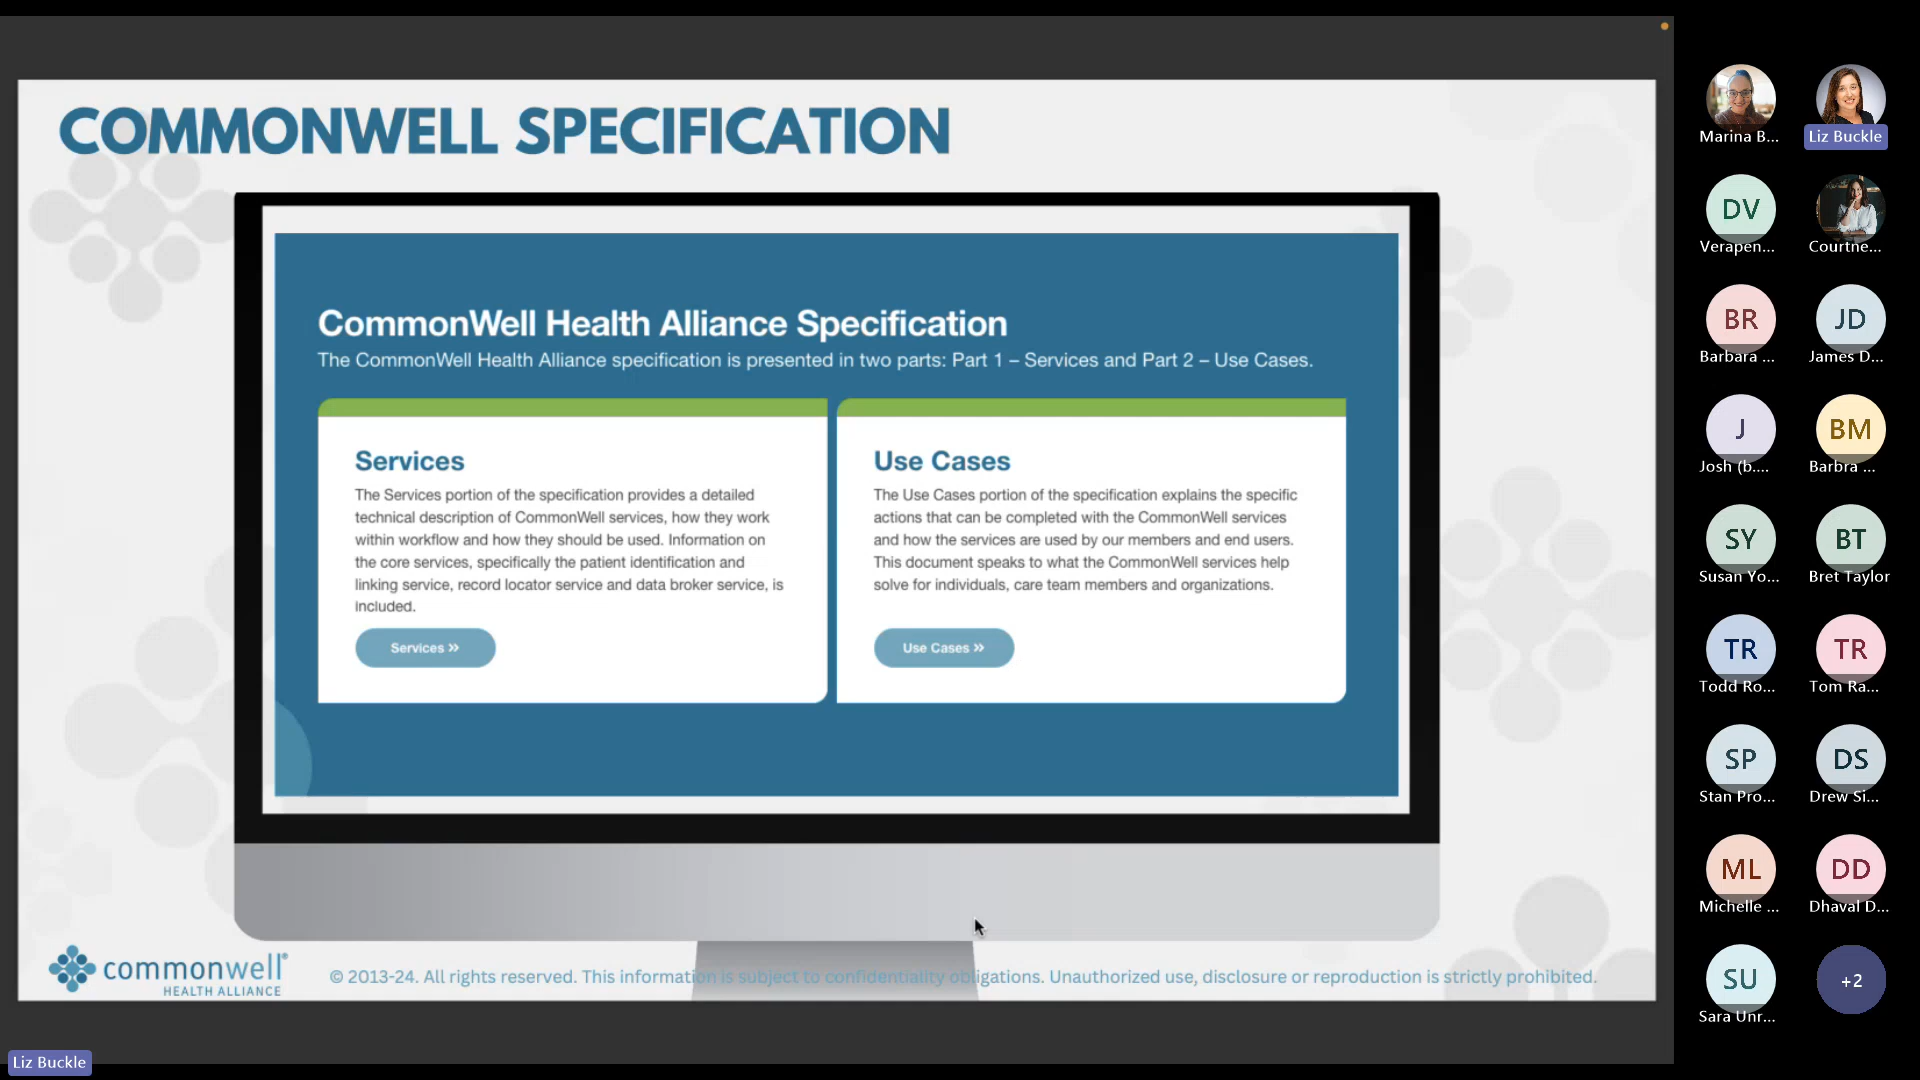 COMMONWELL SPECIFICATION
CommonWell Health Alliance Specification
The CommonWell Health Alliance specification is presented in two parts: Part 1 – Services and Part 2 – Use Cases.
Services
The Services portion of the specification provides a detailed
technical description of CommonWell services, how they work
within workflow and how they should be used. Information on
the core services, specifically the patient identification and
linking service, record locator service and data broker service, is
included.
Services »
Use Cases
The Use Cases portion of the specification explains the specific
actions that can be completed with the CommonWell services
and how the services are used by our members and end users.
This document speaks to what the CommonWell services help
solve for individuals, care team members and organizations.
Use Cases »
commonwell®
HEALTH ALLIANCE
© 2013-24. All rights reserved. This information is subject to confidentiality obligations. Unauthorized use, disclosure or reproduction is strictly prohibited.
Liz Buckle
Marina B...
Liz Buckle
DV
Verapen...
Courtne...
BR
Barbara ...
JD
James D...
J
Josh (b....
BM
Barbra ...
SY
Susan Yo...
BT
Bret Taylor
TR
Todd Ro...
TR
Tom Ra...
SP
Stan Pro...
DS
Drew Si...
ML
Michelle ...
DD
Dhaval D...
SU
Sara Unr...
+2